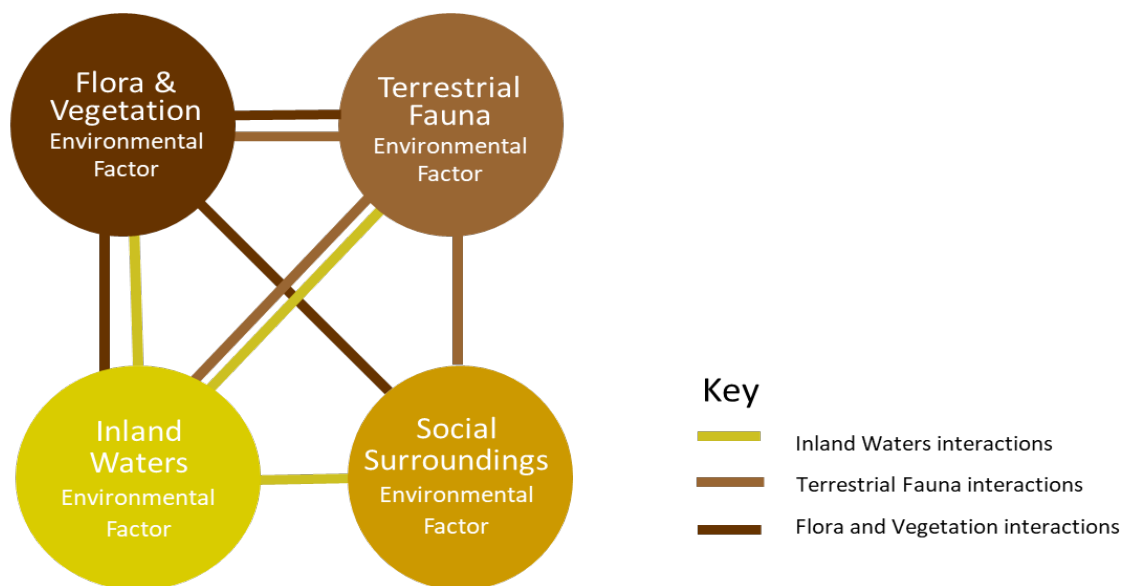 Flora &
Vegetation
Environmental
Factor
Terrestrial
Fauna
Environmental
Factor
Inland
Waters
Environmental
Factor
Social
Surroundings
Environmental
Factor
Key
Inland Waters interactions
Terrestrial Fauna interactions
Flora and Vegetation interactions